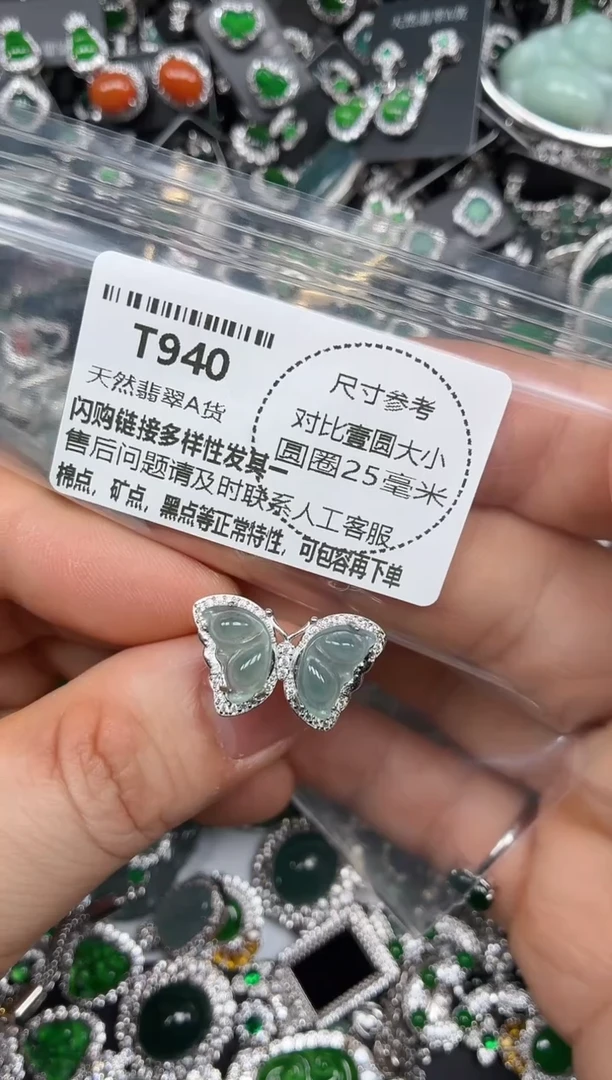 T940
天然翡翠A货
闪购链接多样性发其一
售后问题请及时联系人工客服
棉点，矿点，黑点等正常特性，可包容再下单
尺寸参考
对比壹圆大小
圆圈25毫米